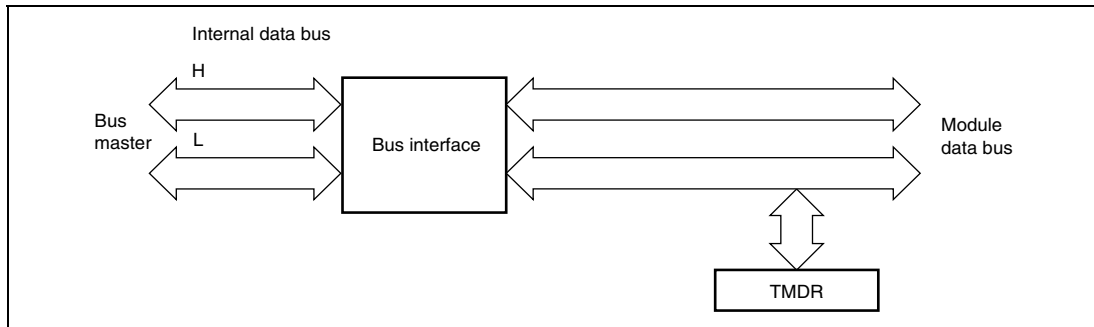 Internal data bus
H
Bus
master
L
Bus interface
Module
data bus
TMDR